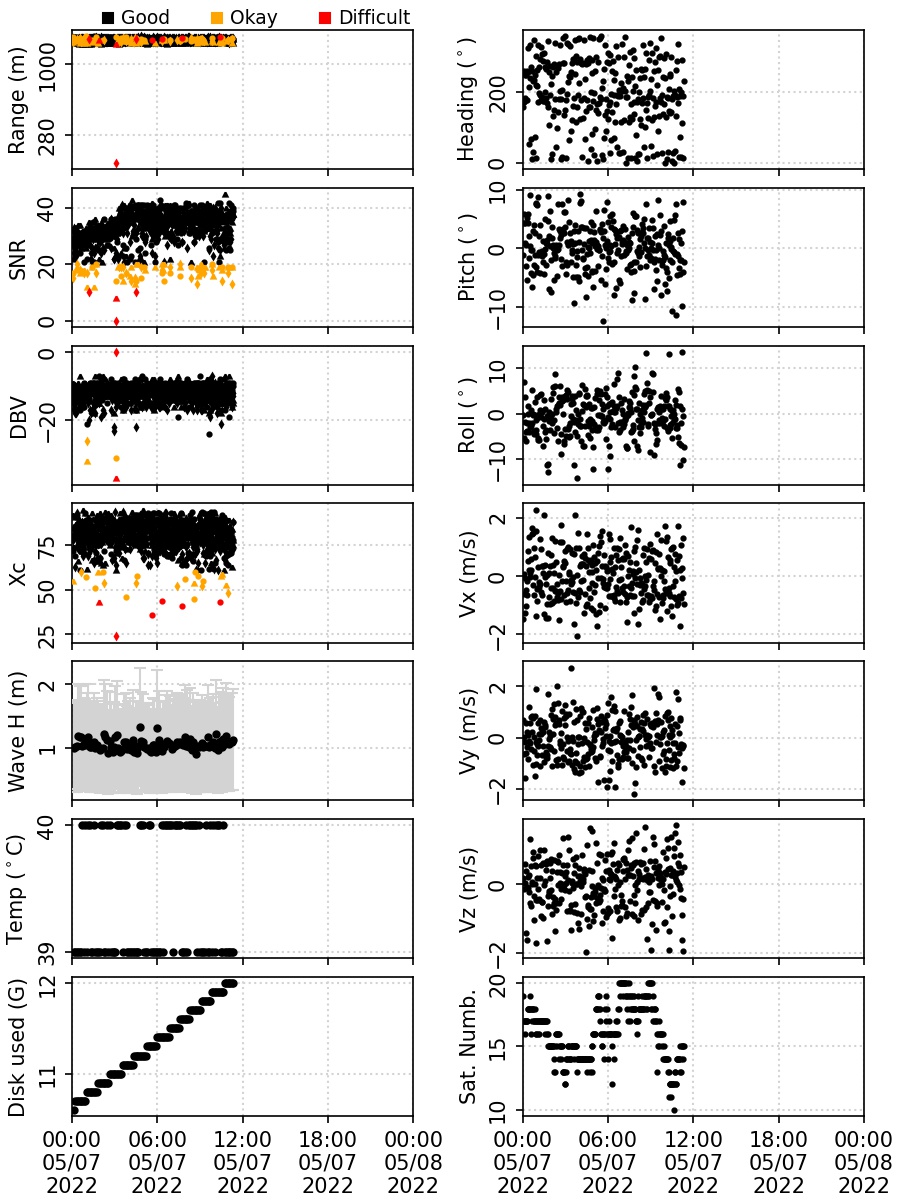 Good Okay Difficult
Range (m)
1000
280
Heading (°)
200
0
SNR
40
20
0
Pitch (°)
10
0
−10
DBV
0
−20
Roll (°)
10
0
−10
Xc
75
50
25
Vx (m/s)
2
0
−2
Wave H (m)
2
1
Vy (m/s)
2
0
−2
Temp (°C)
40
39
Vz (m/s)
0
−2
Disk used (G)
12
11
Sat. Numb.
20
15
10
00:00 06:00 12:00 18:00 00:00
05/07 05/07 05/07 05/07 05/08
2022 2022 2022 2022 2022
00:00 06:00 12:00 18:00 00:00
05/07 05/07 05/07 05/07 05/08
2022 2022 2022 2022 2022